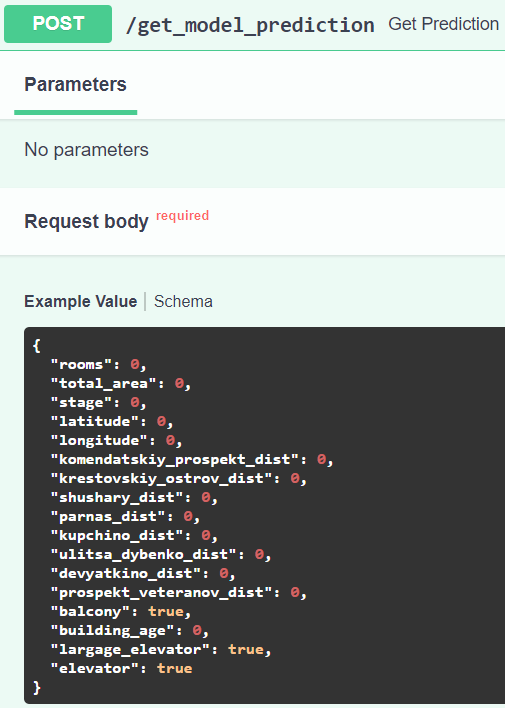 POST /get_model_prediction Get Prediction
Parameters
No parameters
Request body required
Example Value | Schema
{
"rooms": 0,
"total_area": 0,
"stage": 0,
"latitude": 0,
"longitude": 0,
"komendatskiy_prospekt_dist": 0,
"krestovskiy_ostrov_dist": 0,
"shushary_dist": 0,
"parnas_dist": 0,
"kupchino_dist": 0,
"ulitsa_dybenko_dist": 0,
"devyatkino_dist": 0,
"prospekt_veteranov_dist": 0,
"balcony": true,
"building_age": 0,
"largage_elevator": true,
"elevator": true
}